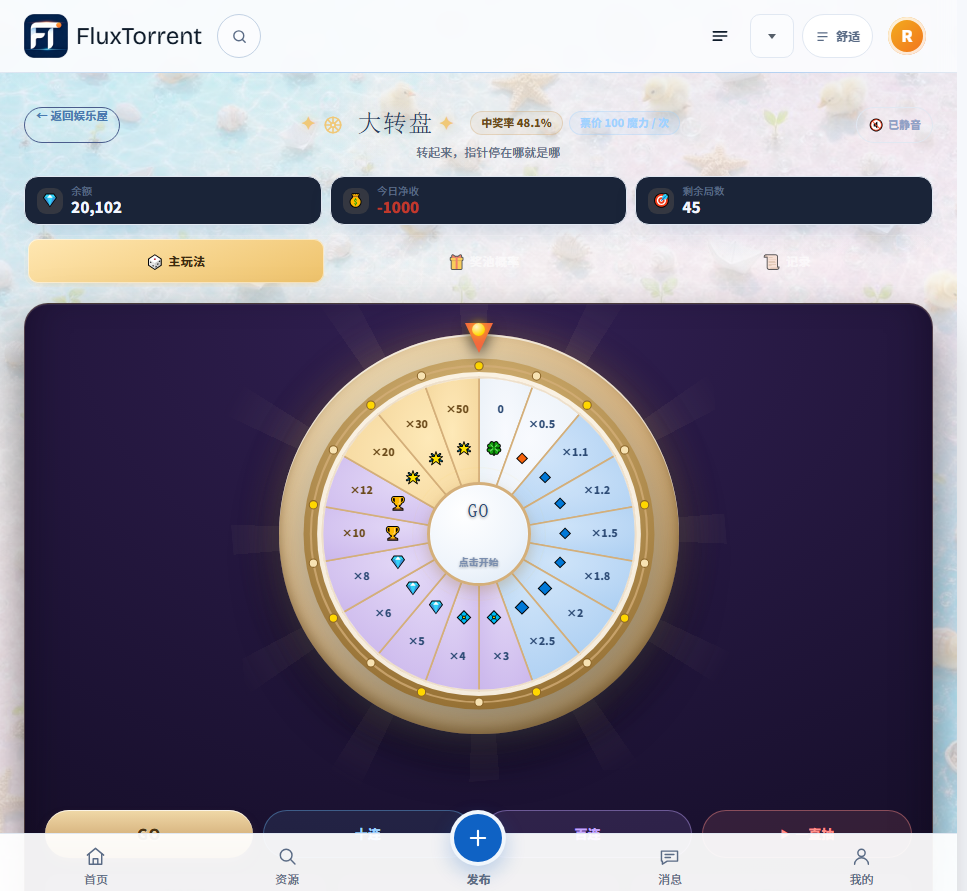 FT FluxTorrent
舒适
R
← 返回娱乐屋
大转盘
中奖率 48.1%
票价 100 魔力 / 次
已静音
转起来，指针停在哪就是哪
余额
20,102
今日净收
-1000
剩余局数
45
主玩法
×50
0
×30
×0.5
×20
×1.1
×12
×1.2
×10
×1.5
×8
×1.8
×6
×2
×5
×2.5
×4
×3
GO
点击开始
GO
首页
资源
发布
消息
我的